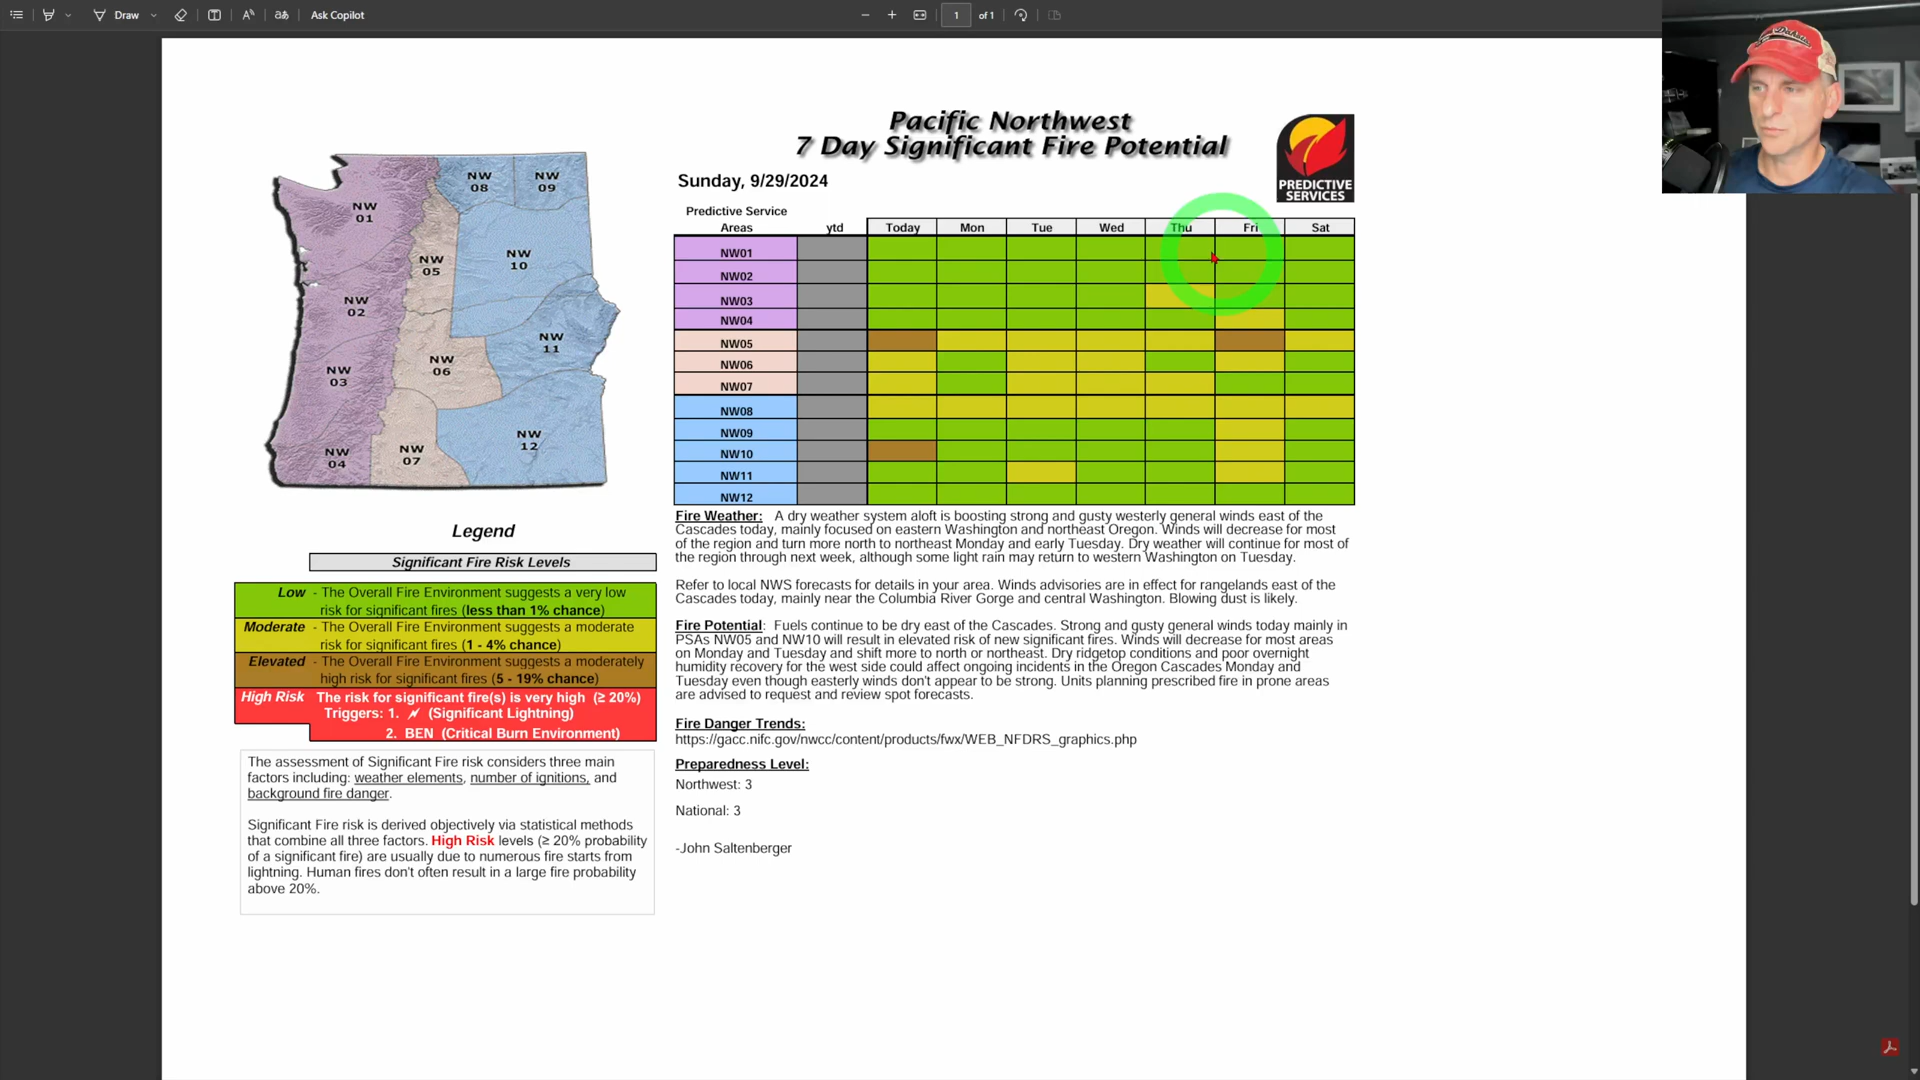 Draw
Ask Copilot
1 of 1
Dakota
Pacific Northwest
7 Day Significant Fire Potential
PREDICTIVE
SERVICES
Sunday, 9/29/2024
Predictive Service
Areas ytd Today Mon Tue Wed Thu Fri Sat
NW01
NW02
NW03
NW04
NW05
NW06
NW07
NW08
NW09
NW10
NW11
NW12
NW
01
NW
02
NW
03
NW
04
NW
05
NW
06
NW
07
NW
08
NW
09
NW
10
NW
11
NW
12
Legend
Significant Fire Risk Levels
Low - The Overall Fire Environment suggests a very low
risk for significant fires (less than 1% chance)
Moderate - The Overall Fire Environment suggests a moderate
risk for significant fires (1 - 4% chance)
Elevated - The Overall Fire Environment suggests a moderately
high risk for significant fires (5 - 19% chance)
High Risk The risk for significant fire(s) is very high (≥ 20%)
Triggers: 1. (Significant Lightning)
2. BEN (Critical Burn Environment)
The assessment of Significant Fire risk considers three main
factors including: weather elements, number of ignitions, and
background fire danger.
Significant Fire risk is derived objectively via statistical methods
that combine all three factors. High Risk levels (≥ 20% probability
of a significant fire) are usually due to numerous fire starts from
lightning. Human fires don't often result in a large fire probability
above 20%.
Fire Weather: A dry weather system aloft is boosting strong and gusty westerly general winds east of the
Cascades today, mainly focused on eastern Washington and northeast Oregon. Winds will decrease for most
of the region and turn more north to northeast Monday and early Tuesday. Dry weather will continue for most of
the region through next week, although some light rain may return to western Washington on Tuesday.
Refer to local NWS forecasts for details in your area. Winds advisories are in effect for rangelands east of the
Cascades today, mainly near the Columbia River Gorge and central Washington. Blowing dust is likely.
Fire Potential: Fuels continue to be dry east of the Cascades. Strong and gusty general winds today mainly in
PSAs NW05 and NW10 will result in elevated risk of new significant fires. Winds will decrease for most areas
on Monday and Tuesday and shift more to north or northeast. Dry ridgetop conditions and poor overnight
humidity recovery for the west side could affect ongoing incidents in the Oregon Cascades Monday and
Tuesday even though easterly winds don't appear to be strong. Units planning prescribed fire in prone areas
are advised to request and review spot forecasts.
Fire Danger Trends:
https://gacc.nifc.gov/nwcc/content/products/fwx/WEB_NFDRS_graphics.php
Preparedness Level:
Northwest: 3
National: 3
-John Saltenberger